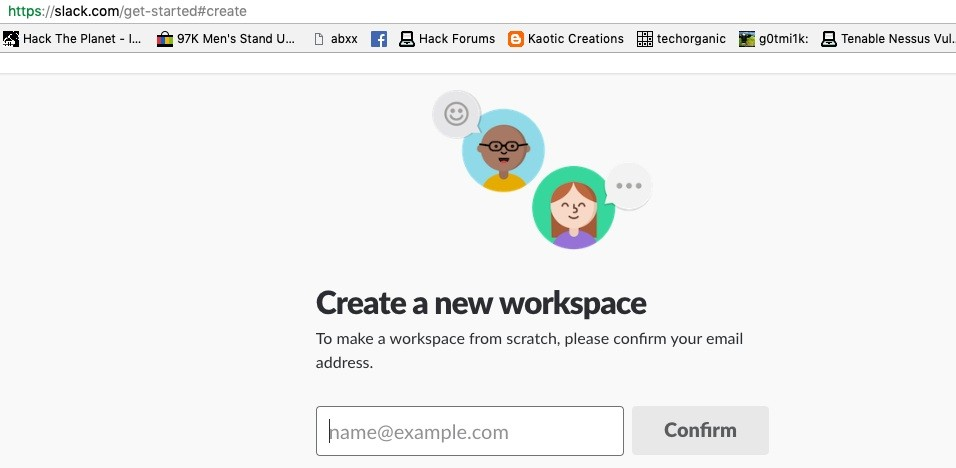 https://slack.com/get-started#create
Hack The Planet - I... 97K Men's Stand U... abxx Hack Forums Kaotic Creations techorganic g0tmi1k: Tenable Nessus Vul...
Create a new workspace
To make a workspace from scratch, please confirm your email
address.
name@example.com Confirm